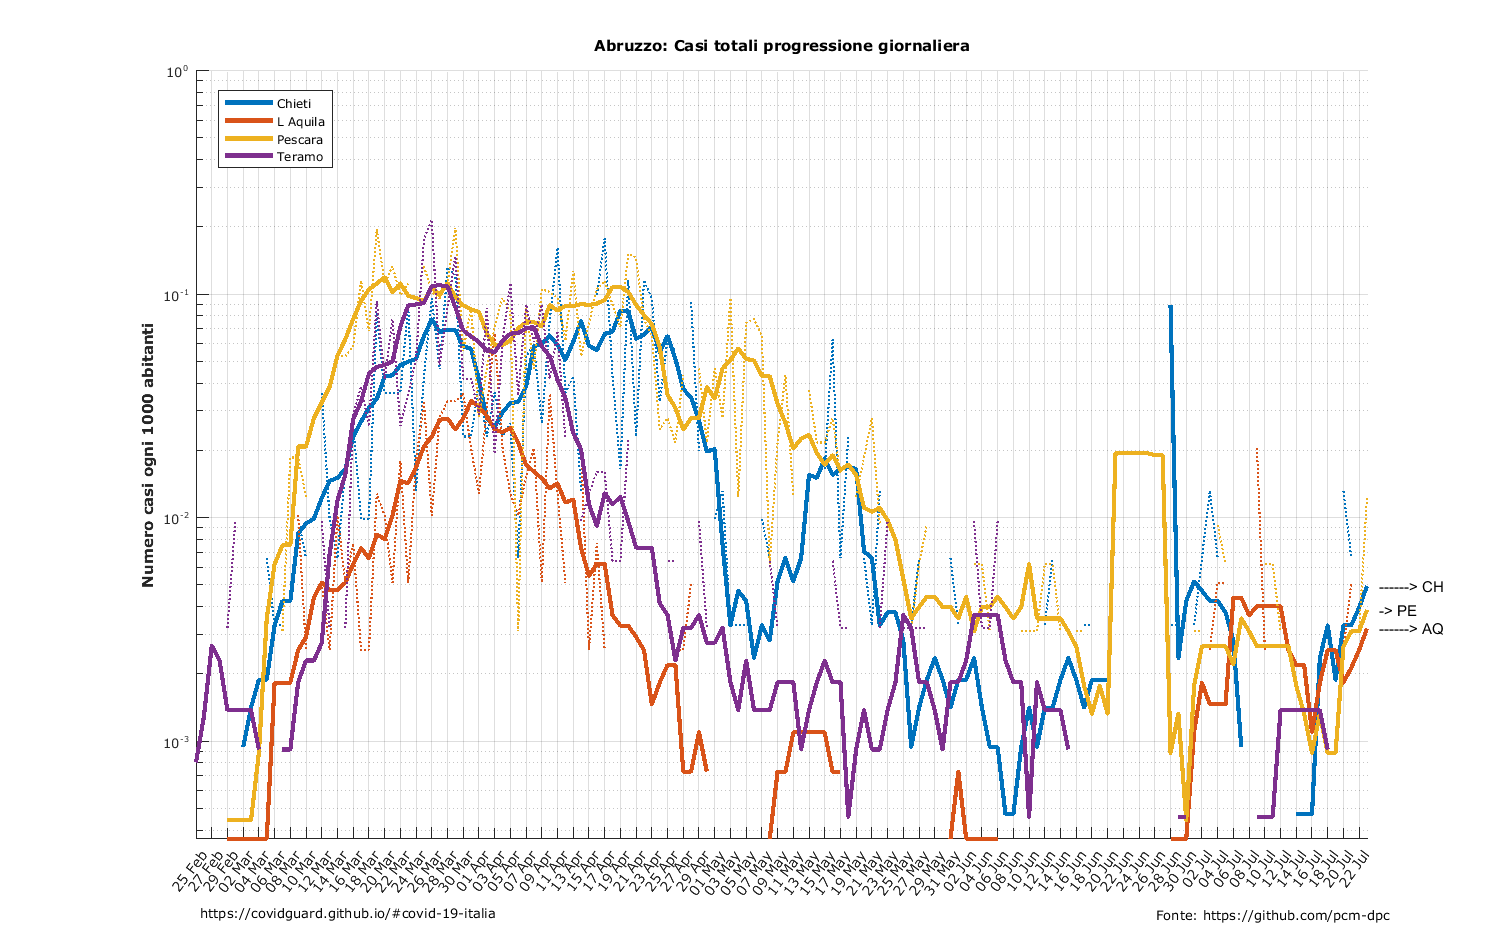 Abruzzo: Casi totali progressione giornaliera
Numero casi ogni 1000 abitanti
10⁰
10⁻¹
10⁻²
10⁻³
Chieti
L Aquila
Pescara
Teramo
------> CH
-> PE
------> AQ
25 Feb
27 Feb
29 Feb
02 Mar
04 Mar
06 Mar
08 Mar
10 Mar
12 Mar
14 Mar
16 Mar
18 Mar
20 Mar
22 Mar
24 Mar
26 Mar
28 Mar
30 Mar
01 Apr
03 Apr
05 Apr
07 Apr
09 Apr
11 Apr
13 Apr
15 Apr
17 Apr
19 Apr
21 Apr
23 Apr
25 Apr
27 Apr
29 Apr
01 May
03 May
05 May
07 May
09 May
11 May
13 May
15 May
17 May
19 May
21 May
23 May
25 May
27 May
29 May
31 May
02 Jun
04 Jun
06 Jun
08 Jun
10 Jun
12 Jun
14 Jun
16 Jun
18 Jun
20 Jun
22 Jun
24 Jun
26 Jun
28 Jun
30 Jun
02 Jul
04 Jul
06 Jul
08 Jul
10 Jul
12 Jul
14 Jul
16 Jul
18 Jul
20 Jul
22 Jul
https://covidguard.github.io/#covid-19-italia
Fonte: https://github.com/pcm-dpc